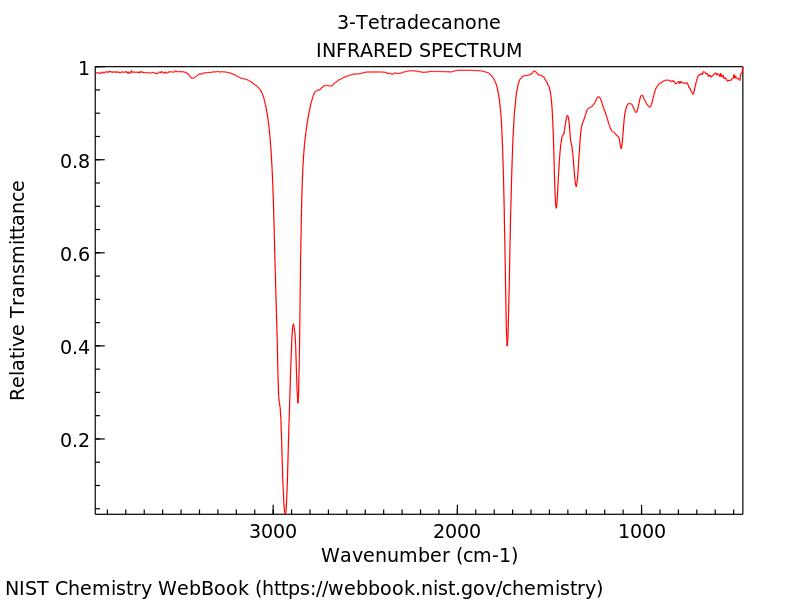 3-Tetradecanone
INFRARED SPECTRUM
1
0.8
0.6
0.4
0.2
Relative Transmittance
3000 2000 1000
Wavenumber (cm-1)
NIST Chemistry WebBook (https://webbook.nist.gov/chemistry)